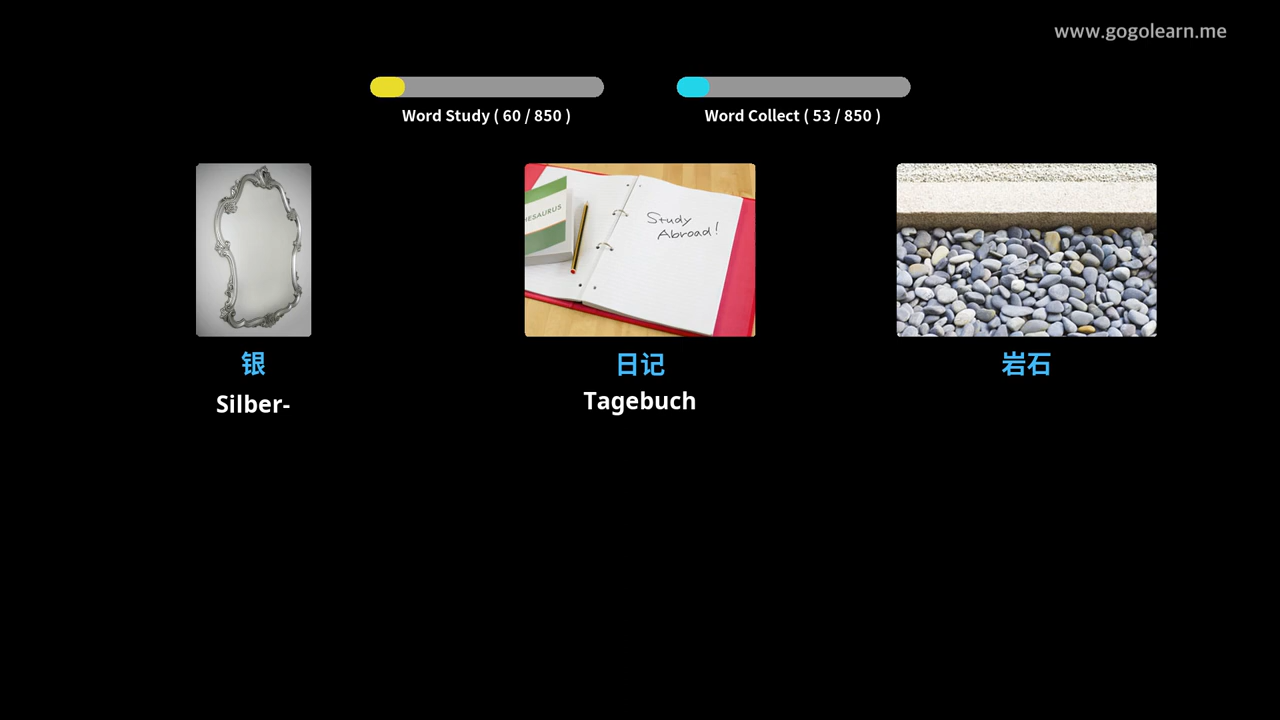 www.gogolearn.me
Word Study ( 60 / 850 )
Word Collect ( 53 / 850 )
HESAURUS
Study
Abroad!
银
日记
岩石
Silber-
Tagebuch